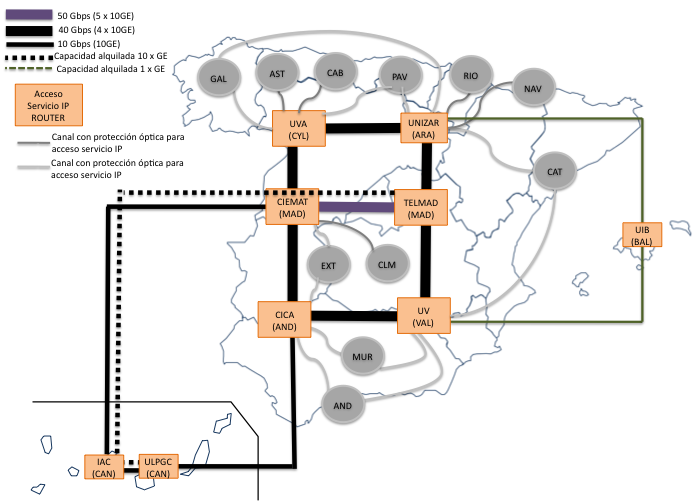 50 Gbps (5 x 10GE)
40 Gbps (4 x 10GE)
10 Gbps (10GE)
Capacidad alquilada 10 x GE
Capacidad alquilada 1 x GE
Acceso
Servicio IP
ROUTER
Canal con protección óptica para
acceso servicio IP
Canal con protección óptica para
acceso servicio IP
GAL
AST
CAB
PAV
RIO
NAV
UVA
(CYL)
UNIZAR
(ARA)
CAT
CIEMAT
(MAD)
TELMAD
(MAD)
UIB
(BAL)
EXT
CLM
CICA
(AND)
UV
(VAL)
MUR
AND
IAC
(CAN)
ULPGC
(CAN)